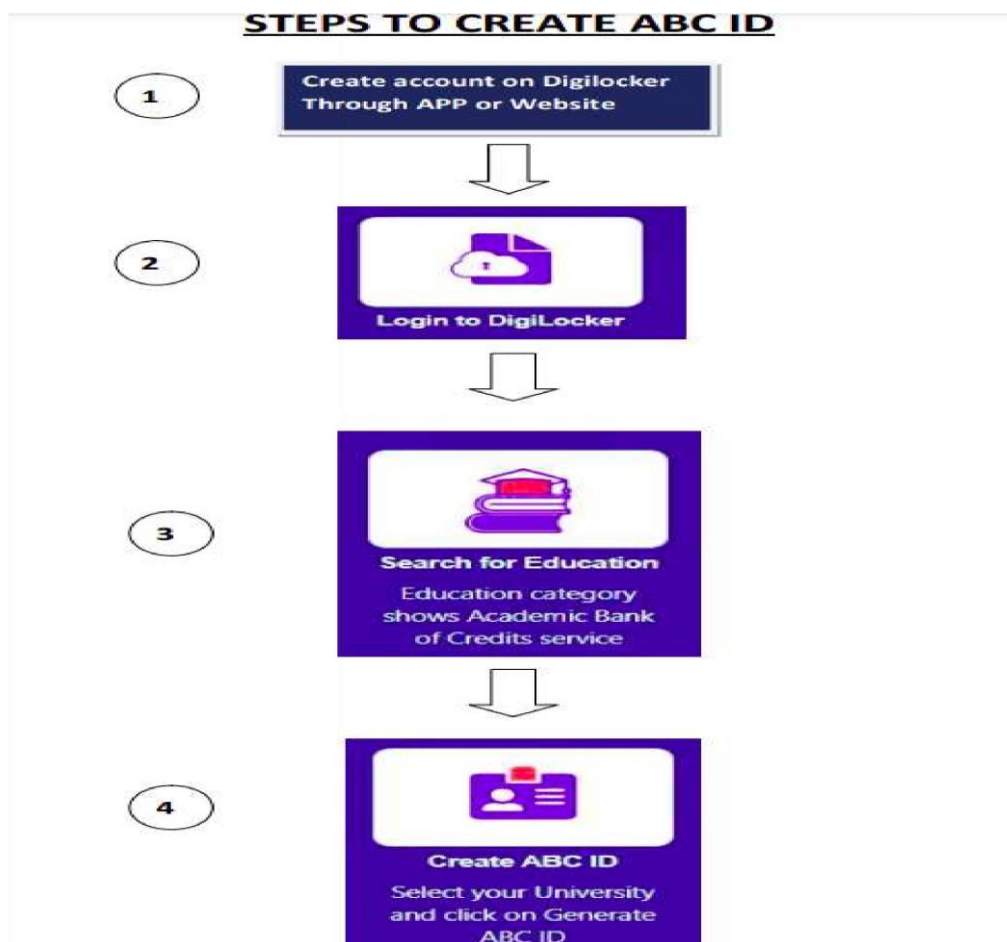 STEPS TO CREATE ABC ID
1
Create account on Digilocker
Through APP or Website
2
Login to DigiLocker
3
Search for Education
Education category
shows Academic Bank
of Credits service
4
Create ABC ID
Select your University
and click on Generate
ABC ID